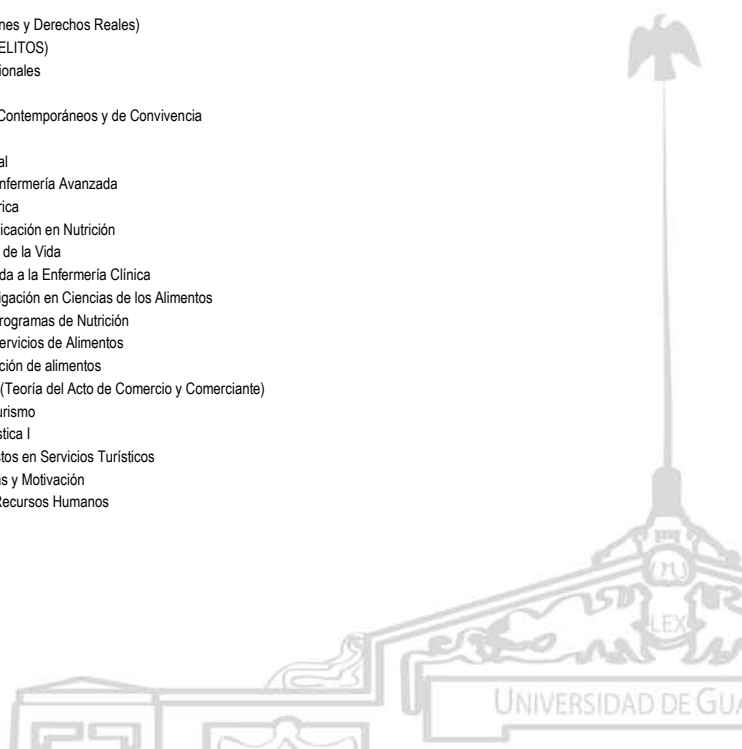 nes y Derechos Reales)
ELITOS)
ionales
Contemporáneos y de Convivencia
al
nfermería Avanzada
rica
icación en Nutrición
de la Vida
da a la Enfermería Clínica
igación en Ciencias de los Alimentos
rogramas de Nutrición
ervicios de Alimentos
ción de alimentos
(Teoría del Acto de Comercio y Comerciante)
urismo
stica I
tos en Servicios Turísticos
as y Motivación
Recursos Humanos
LEX
UNIVERSIDAD DE GUA